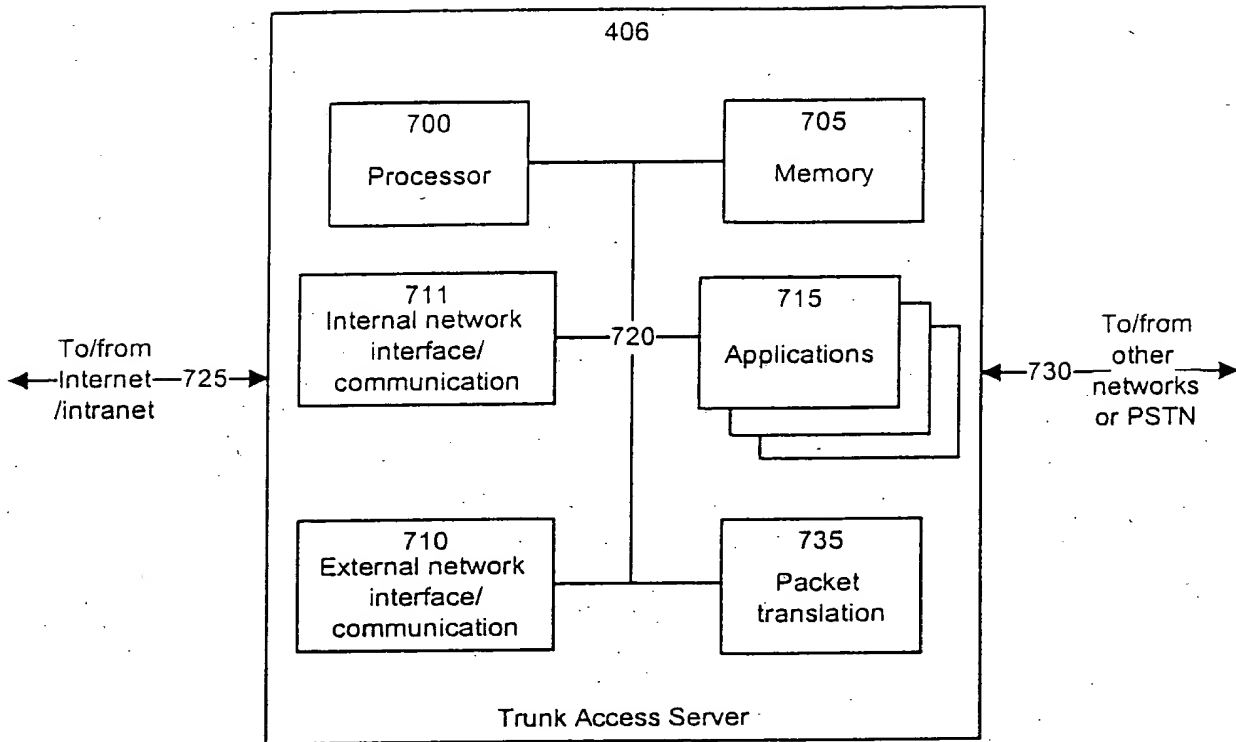 406
700
Processor
705
Memory
711
Internal network
interface/
communication
720
715
Applications
To/from
Internet
/intranet
725
730
To/from
other
networks
or PSTN
710
External network
interface/
communication
735
Packet
translation
Trunk Access Server